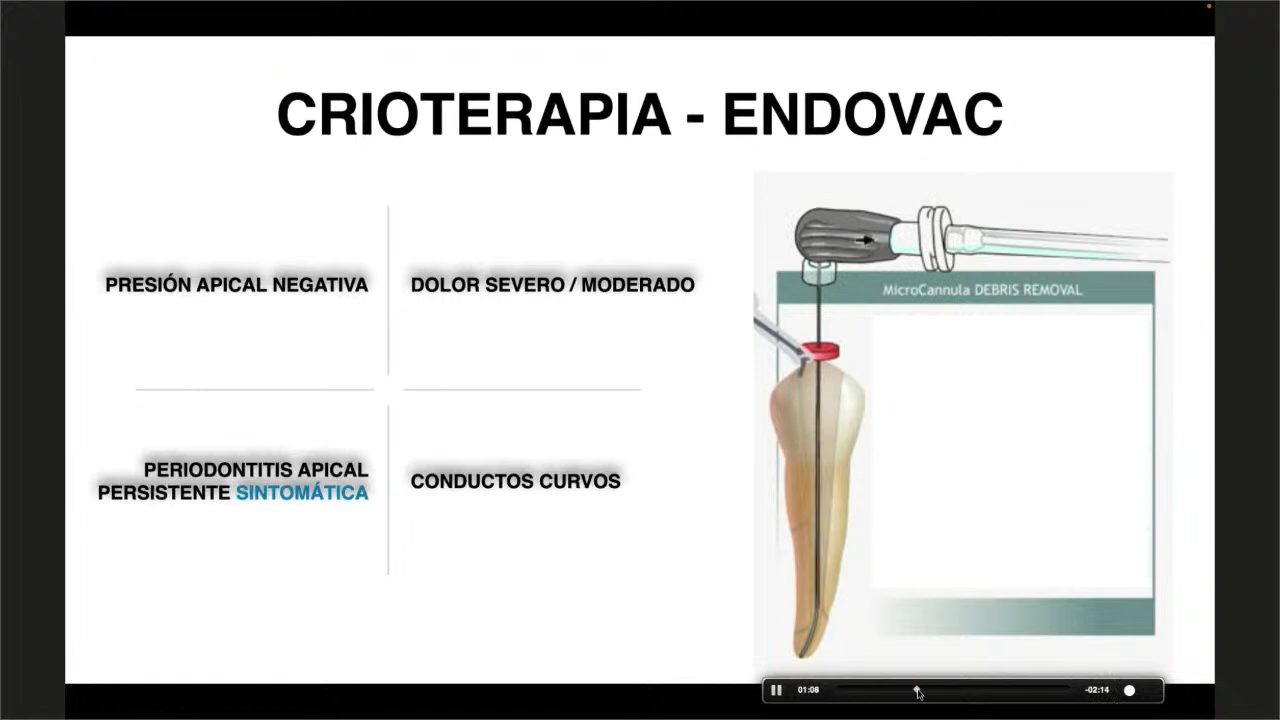 CRIOTERAPIA - ENDOVAC
PRESIÓN APICAL NEGATIVA
DOLOR SEVERO / MODERADO
PERIODONTITIS APICAL
PERSISTENTE SINTOMÁTICA
CONDUCTOS CURVOS
MicroCannula DEBRIS REMOVAL
01:08
-02:14